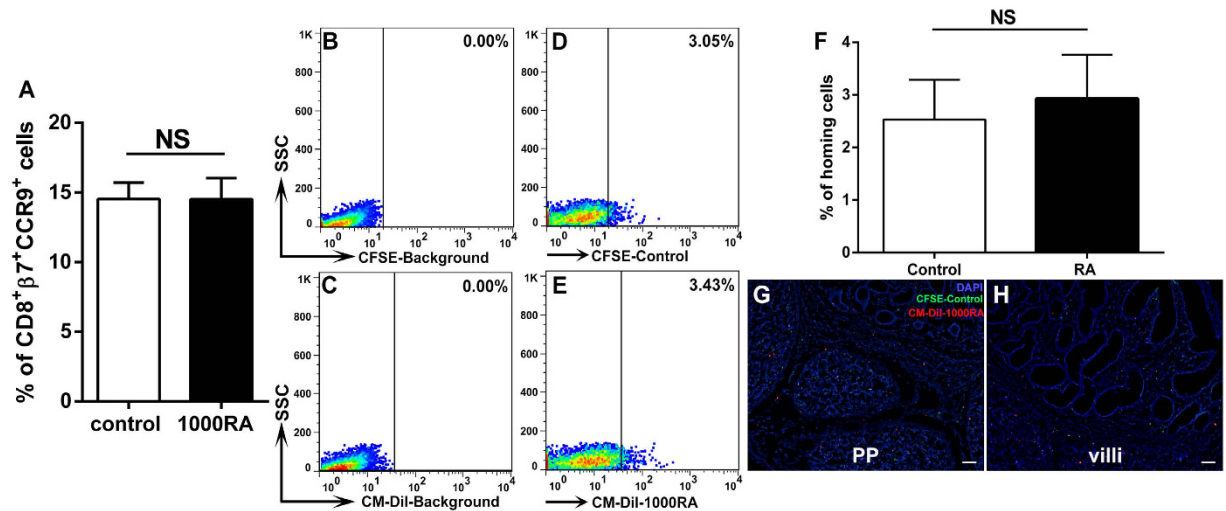 A
% of CD8⁺β7⁺CCR9⁺ cells
20
15
10
5
0
NS
control
1000RA
B
0.00%
SSC
1K
800
600
400
200
0
10⁰
10¹
10²
10³
10⁴
CFSE-Background
D
3.05%
1K
800
600
400
200
0
10⁰
10¹
10²
10³
10⁴
CFSE-Control
C
0.00%
SSC
1K
800
600
400
200
0
10⁰
10¹
10²
10³
10⁴
CM-Dil-Background
E
3.43%
1K
800
600
400
200
0
10⁰
10¹
10²
10³
10⁴
CM-Dil-1000RA
F
NS
% of homing cells
4
3
2
1
0
Control
RA
G
DAPI
CFSE-Control
CM-Dil-1000RA
PP
H
villi